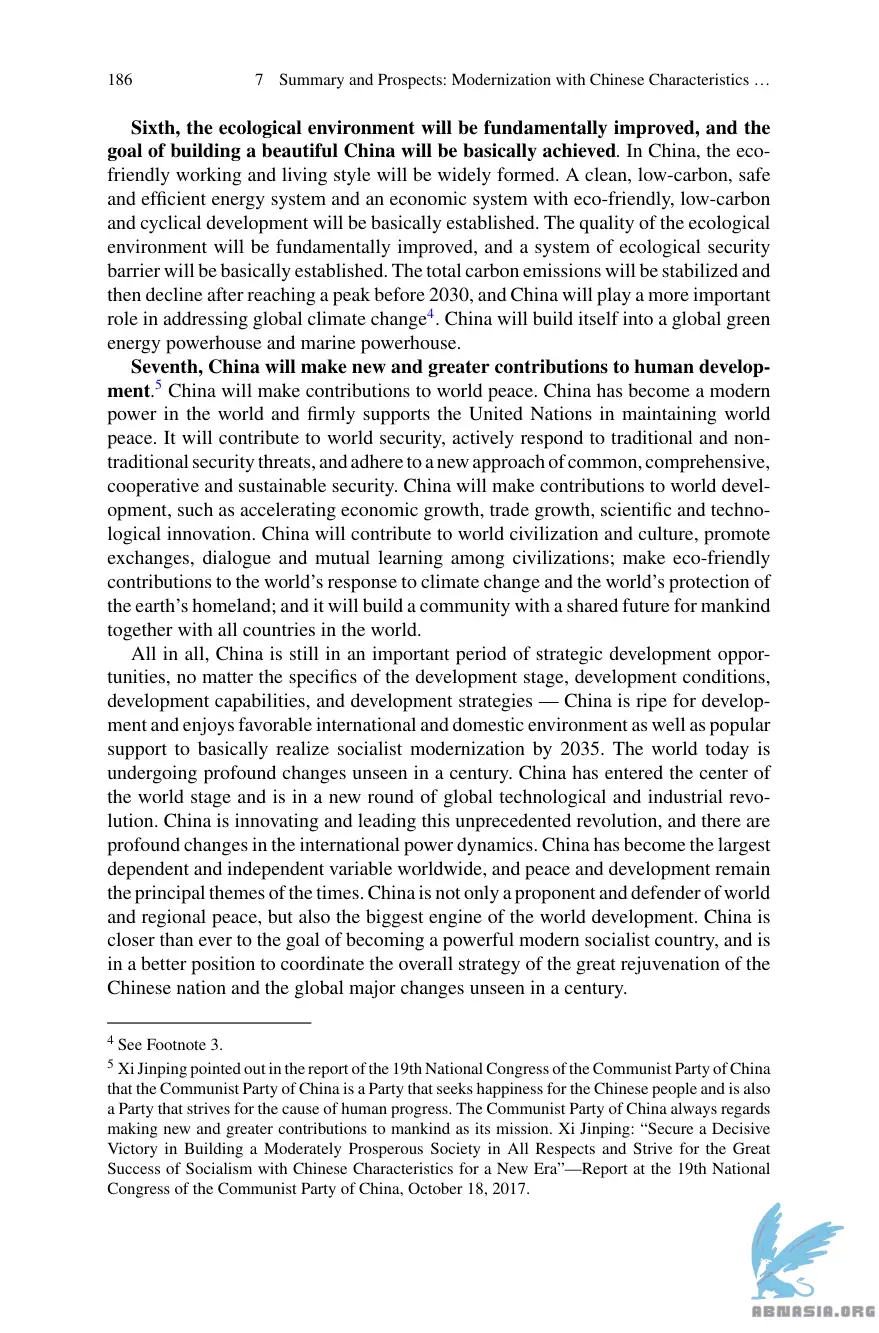 186 7 Summary and Prospects: Modernization with Chinese Characteristics …
Sixth, the ecological environment will be fundamentally improved, and the
goal of building a beautiful China will be basically achieved. In China, the eco-
friendly working and living style will be widely formed. A clean, low-carbon, safe
and efficient energy system and an economic system with eco-friendly, low-carbon
and cyclical development will be basically established. The quality of the ecological
environment will be fundamentally improved, and a system of ecological security
barrier will be basically established. The total carbon emissions will be stabilized and
then decline after reaching a peak before 2030, and China will play a more important
role in addressing global climate change4. China will build itself into a global green
energy powerhouse and marine powerhouse.
Seventh, China will make new and greater contributions to human develop-
ment.5 China will make contributions to world peace. China has become a modern
power in the world and firmly supports the United Nations in maintaining world
peace. It will contribute to world security, actively respond to traditional and non-
traditional security threats, and adhere to a new approach of common, comprehensive,
cooperative and sustainable security. China will make contributions to world devel-
opment, such as accelerating economic growth, trade growth, scientific and techno-
logical innovation. China will contribute to world civilization and culture, promote
exchanges, dialogue and mutual learning among civilizations; make eco-friendly
contributions to the world's response to climate change and the world's protection of
the earth's homeland; and it will build a community with a shared future for mankind
together with all countries in the world.
All in all, China is still in an important period of strategic development oppor-
tunities, no matter the specifics of the development stage, development conditions,
development capabilities, and development strategies — China is ripe for develop-
ment and enjoys favorable international and domestic environment as well as popular
support to basically realize socialist modernization by 2035. The world today is
undergoing profound changes unseen in a century. China has entered the center of
the world stage and is in a new round of global technological and industrial revo-
lution. China is innovating and leading this unprecedented revolution, and there are
profound changes in the international power dynamics. China has become the largest
dependent and independent variable worldwide, and peace and development remain
the principal themes of the times. China is not only a proponent and defender of world
and regional peace, but also the biggest engine of the world development. China is
closer than ever to the goal of becoming a powerful modern socialist country, and is
in a better position to coordinate the overall strategy of the great rejuvenation of the
Chinese nation and the global major changes unseen in a century.
4 See Footnote 3.
5 Xi Jinping pointed out in the report of the 19th National Congress of the Communist Party of China
that the Communist Party of China is a Party that seeks happiness for the Chinese people and is also
a Party that strives for the cause of human progress. The Communist Party of China always regards
making new and greater contributions to mankind as its mission. Xi Jinping: “Secure a Decisive
Victory in Building a Moderately Prosperous Society in All Respects and Strive for the Great
Success of Socialism with Chinese Characteristics for a New Era”—Report at the 19th National
Congress of the Communist Party of China, October 18, 2017.
ABNASIA.ORG